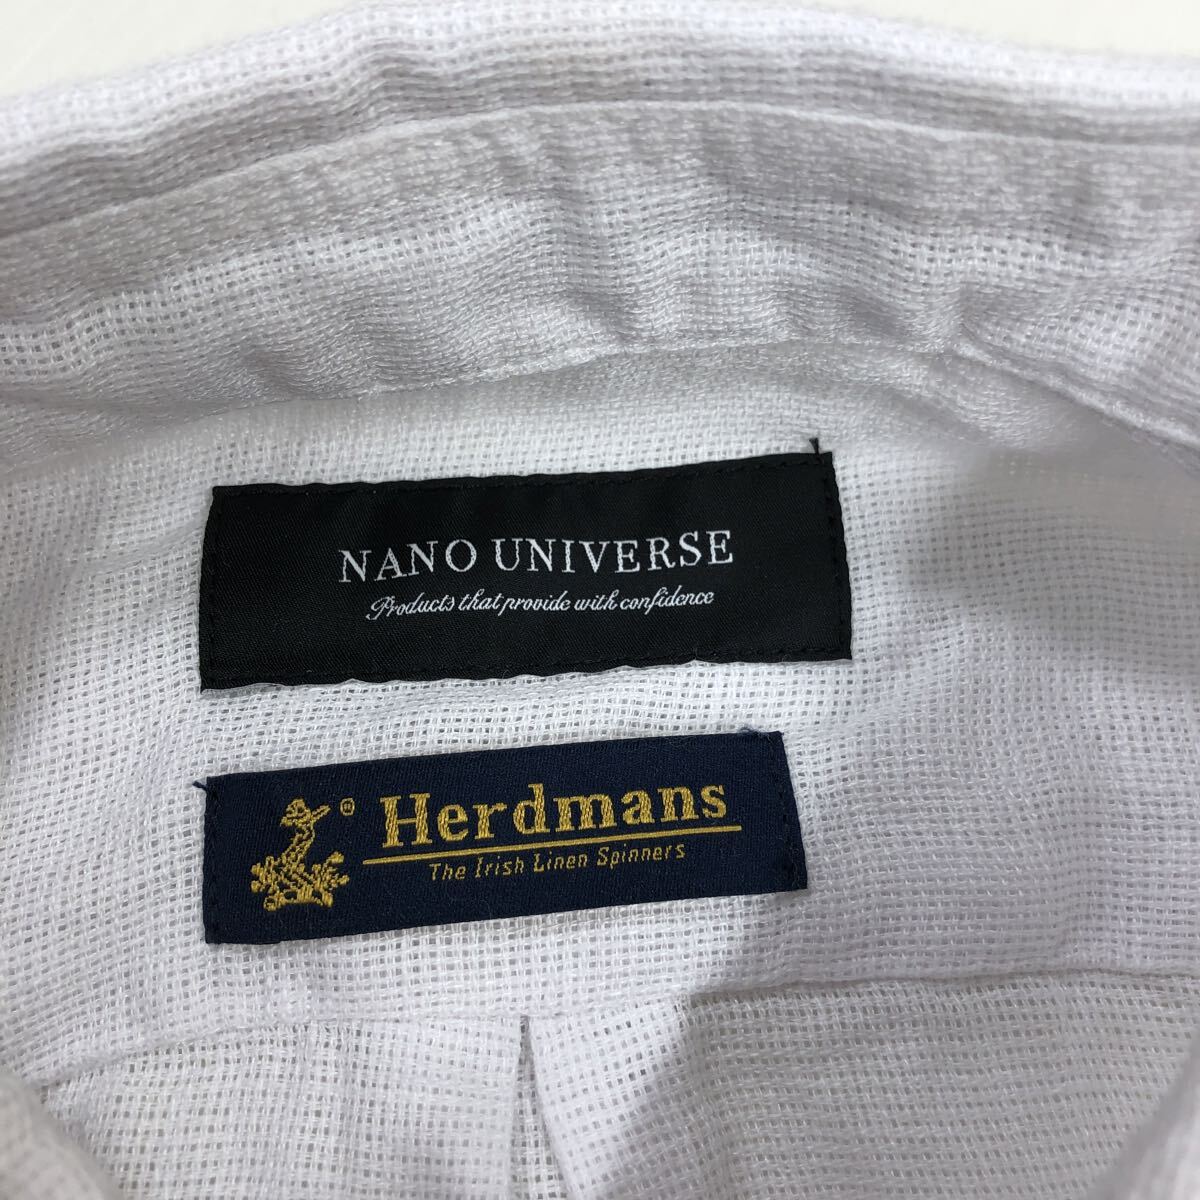 NANO UNIVERSE
Products that provide with confidence
® Herdmans
The Irish Linen Spinners